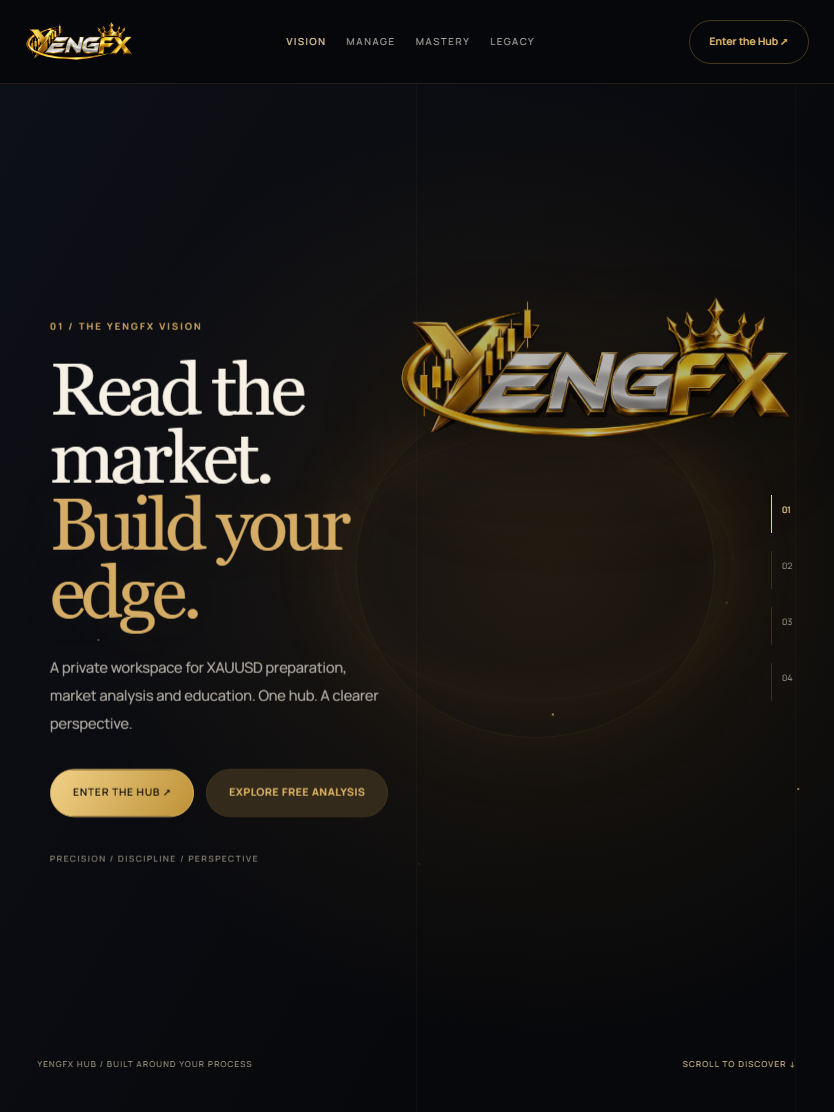 YENGFX
VISION MANAGE MASTERY LEGACY
Enter the Hub ↗
01 / THE YENGFX VISION
Read the
market.
Build your
edge.
A private workspace for XAUUSD preparation,
market analysis and education. One hub. A clearer
perspective.
ENTER THE HUB ↗ EXPLORE FREE ANALYSIS
PRECISION / DISCIPLINE / PERSPECTIVE
YENGFX
01
02
03
04
YENGFX HUB / BUILT AROUND YOUR PROCESS
SCROLL TO DISCOVER ↓